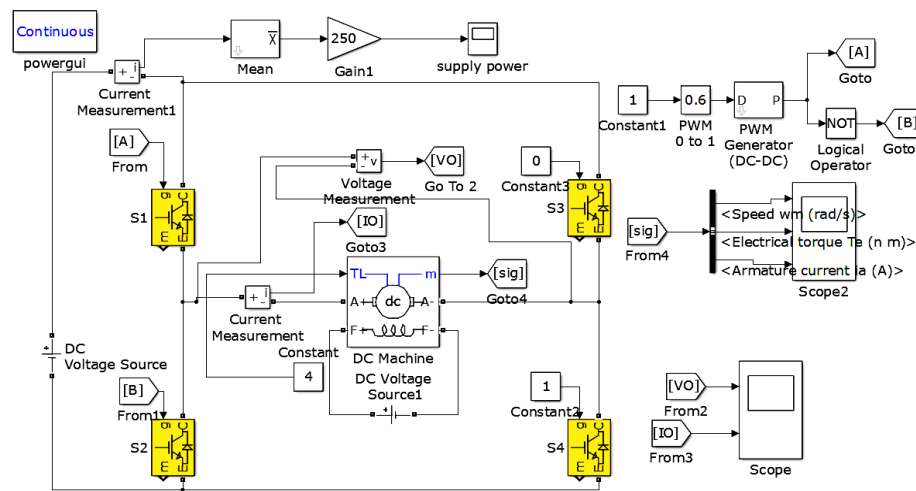 Continuous
powergui
+
-
i
Current
Measurement1
X
Mean
250
Gain1
supply power
[A]
Goto
1
Constant1
0.6
PWM
0 to 1
D
P
PWM
Generator
(DC-DC)
NOT
Logical
Operator
[B]
Goto
[A]
From
g
C
m
E
S1
+
-
v
Voltage
Measurement
[VO]
Go To 2
0
Constant3
g
C
m
E
S3
[IO]
Goto3
[sig]
From4
<Speed wm (rad/s)>
<Electrical torque Te (n m)>
<Armature current ia (A)>
Scope2
+
-
i
Current
Measurement
TL
m
A+
dc
A-
F+
F-
DC Machine
[sig]
Goto4
Constant
4
DC Voltage
Source1
+
DC
Voltage Source
[B]
From1
g
C
m
E
S2
1
Constant2
g
C
m
E
S4
[VO]
From2
[IO]
From3
Scope